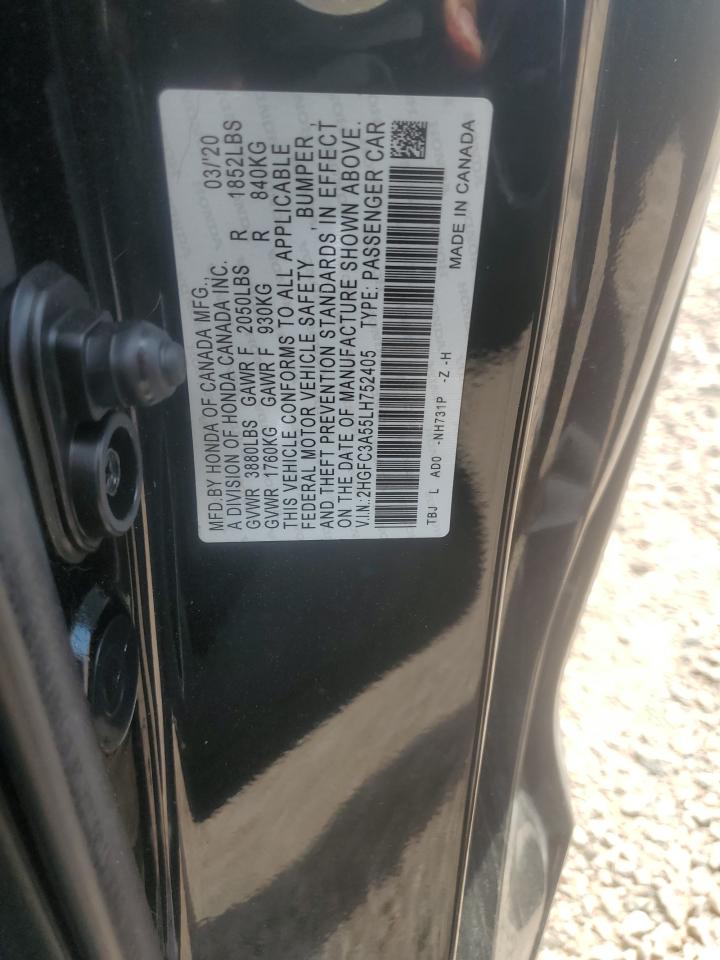 MFD.BY HONDA OF CANADA MFG., 03/'20
A DIVISION OF HONDA CANADA INC.
GVWR 3880LBS GAWR F 2050LBS R 1852LBS
GVWR 1760KG GAWR F 930KG R 840KG
THIS VEHICLE CONFORMS TO ALL APPLICABLE
FEDERAL MOTOR VEHICLE SAFETY , BUMPER ,
AND THEFT PREVENTION STANDARDS IN EFFECT
ON THE DATE OF MANUFACTURE SHOWN ABOVE.
V.I.N.:2HGFC3A55LH752405 TYPE: PASSENGER CAR
TBJ L AD0 -NH731P -Z -H
MADE IN CANADA